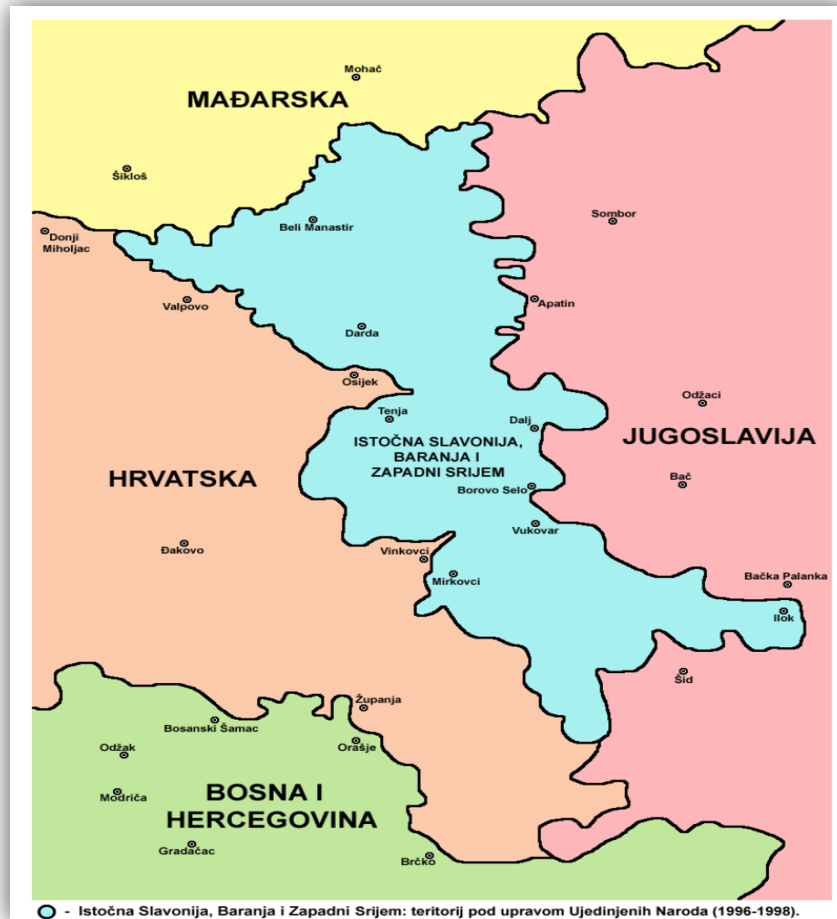 Mohač
MAĐARSKA
Šikloš
Sombor
Beli Manastir
Donji
Miholjac
Valpovo
Apatin
Darda
Osijek
Odžaci
Tenja
Dalj
JUGOSLAVIJA
ISTOČNA SLAVONIJA,
BARANJA I
ZAPADNI SRIJEM
HRVATSKA
Bač
Borovo Selo
Vukovar
Đakovo
Vinkovci
Mirkovci
Bačka Palanka
Ilok
Šid
Županja
Bosanski Šamac
Orašje
Odžak
Modriča
BOSNA I
HERCEGOVINA
Gradačac
Brčko
- Istočna Slavonija, Baranja i Zapadni Srijem: teritorij pod upravom Ujedinjenih Naroda (1996-1998).